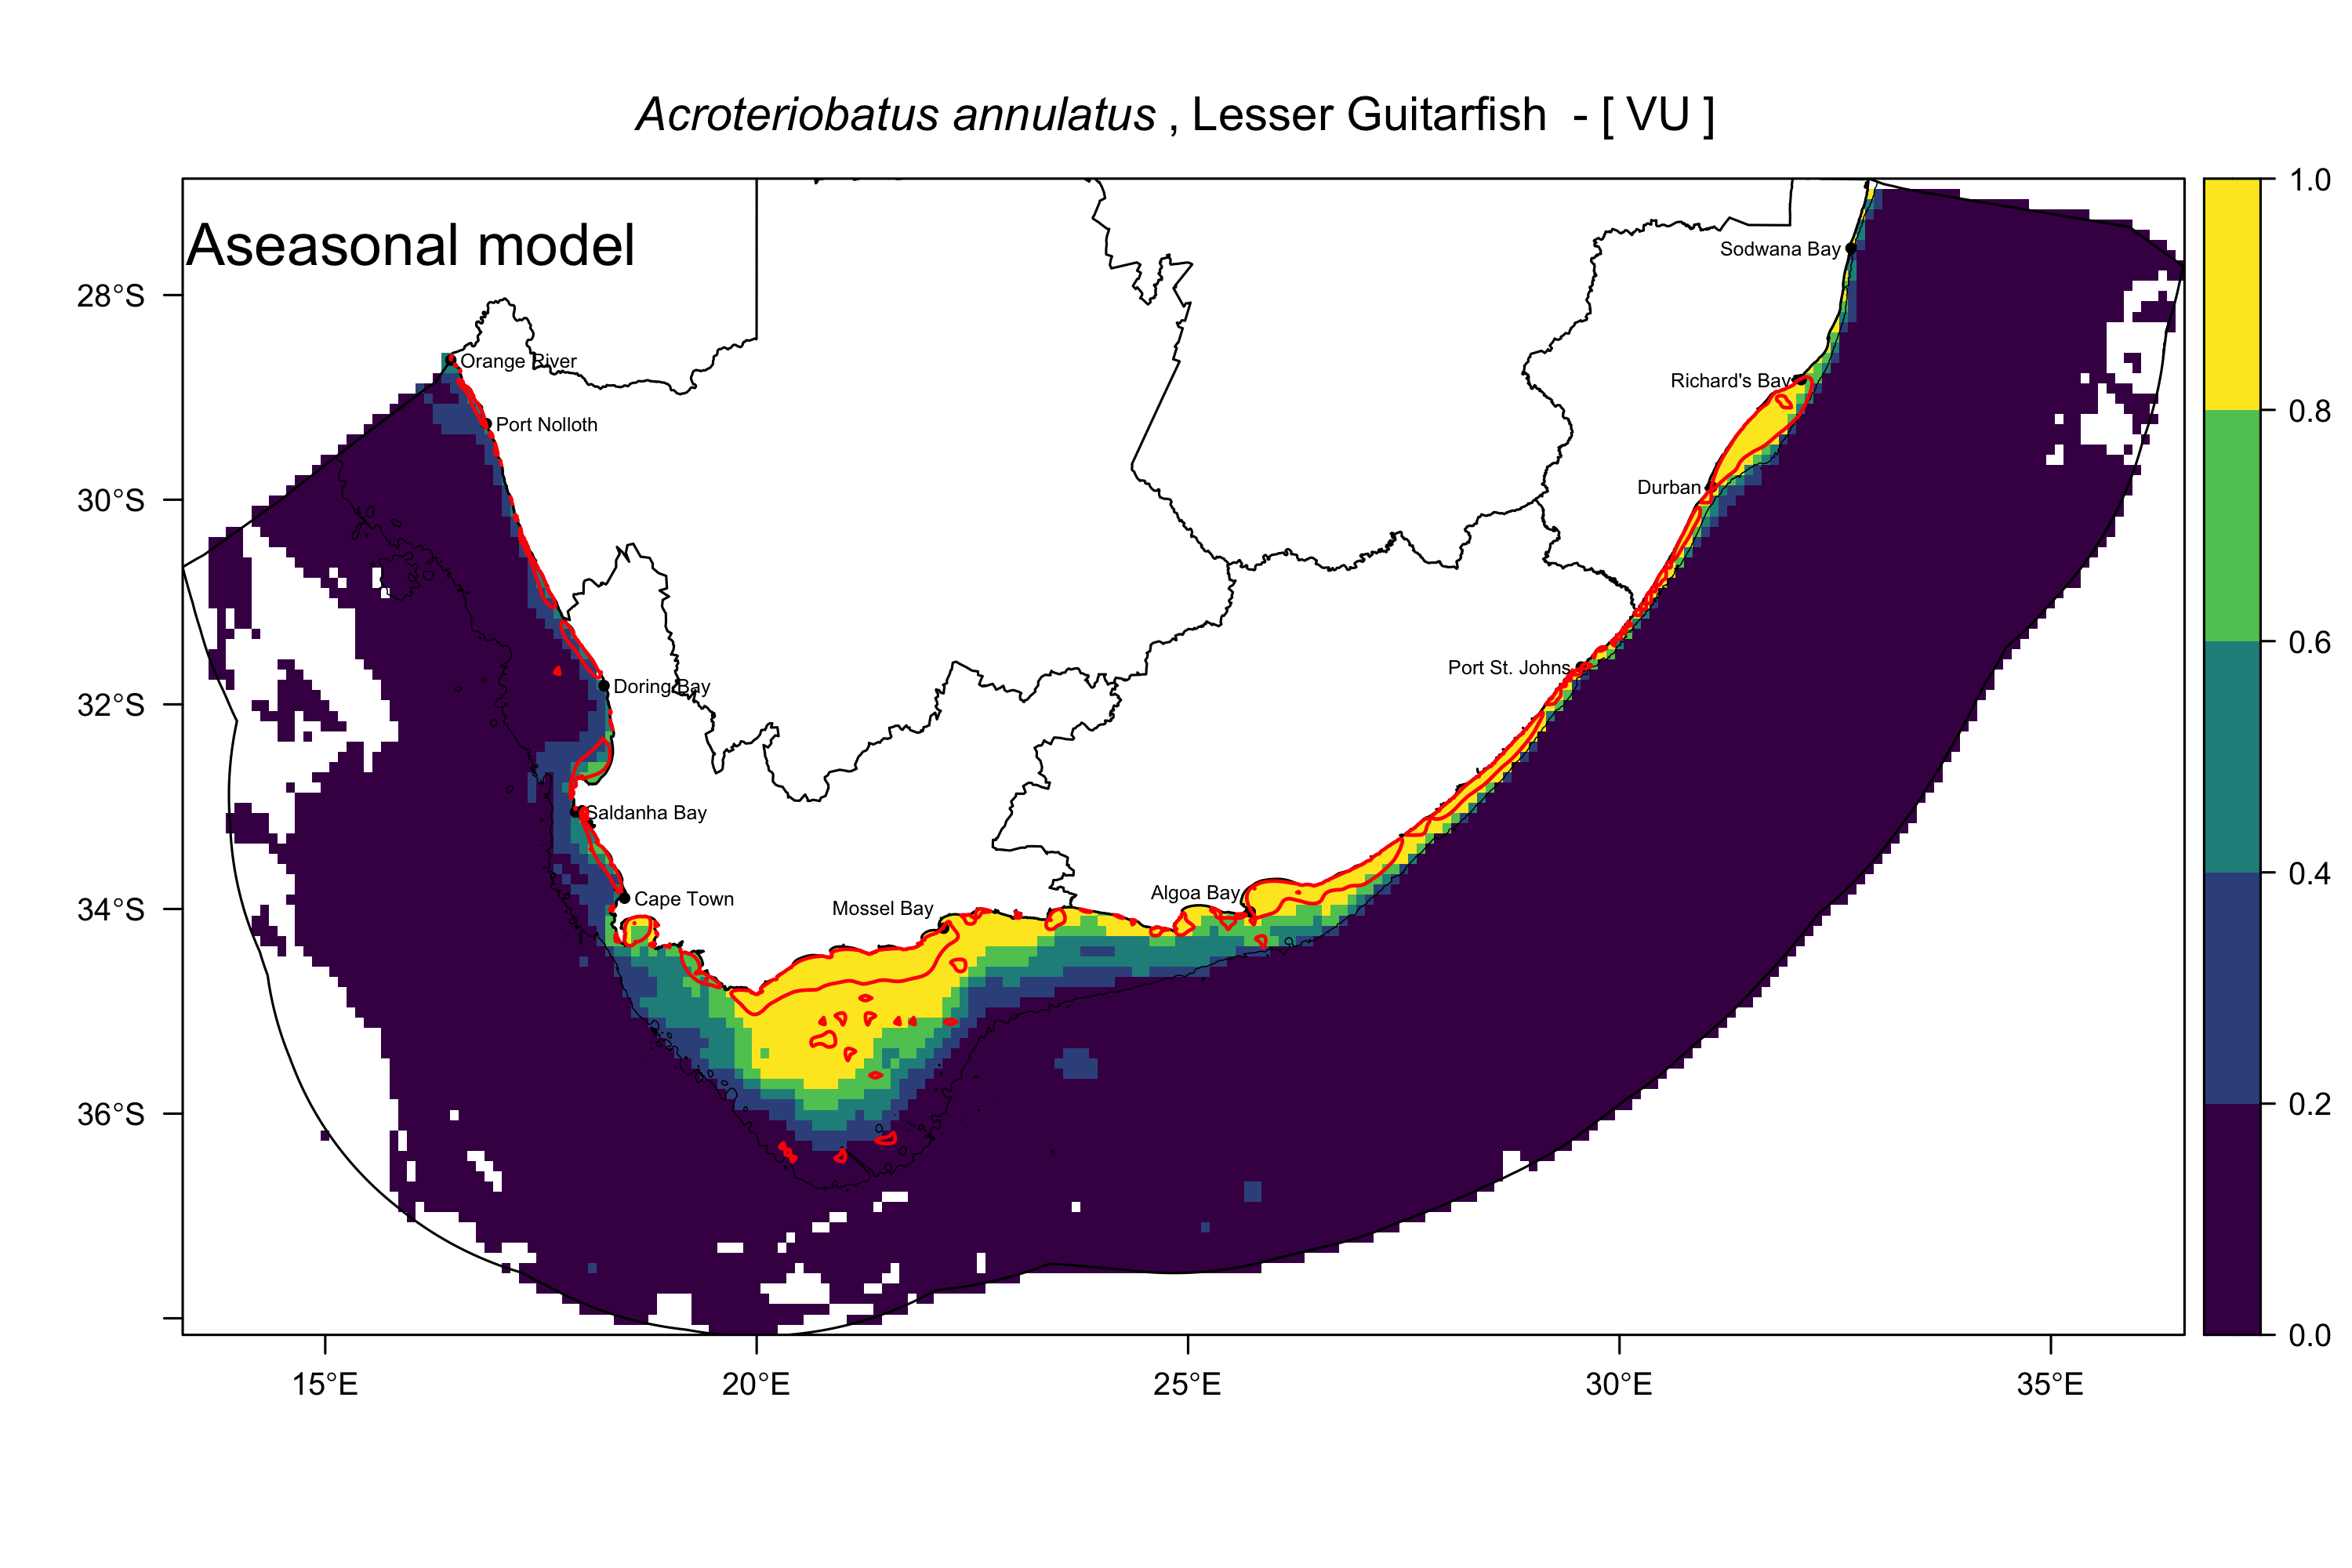 Acroteriobatus annulatus , Lesser Guitarfish - [ VU ]
Aseasonal model
1.0
0.8
0.6
0.4
0.2
0.0
28°S
30°S
32°S
34°S
36°S
Sodwana Bay
Orange River
Richard's Bay
Port Nolloth
Durban
Port St. Johns
Doring Bay
Saldanha Bay
Algoa Bay
Cape Town
Mossel Bay
15°E
20°E
25°E
30°E
35°E